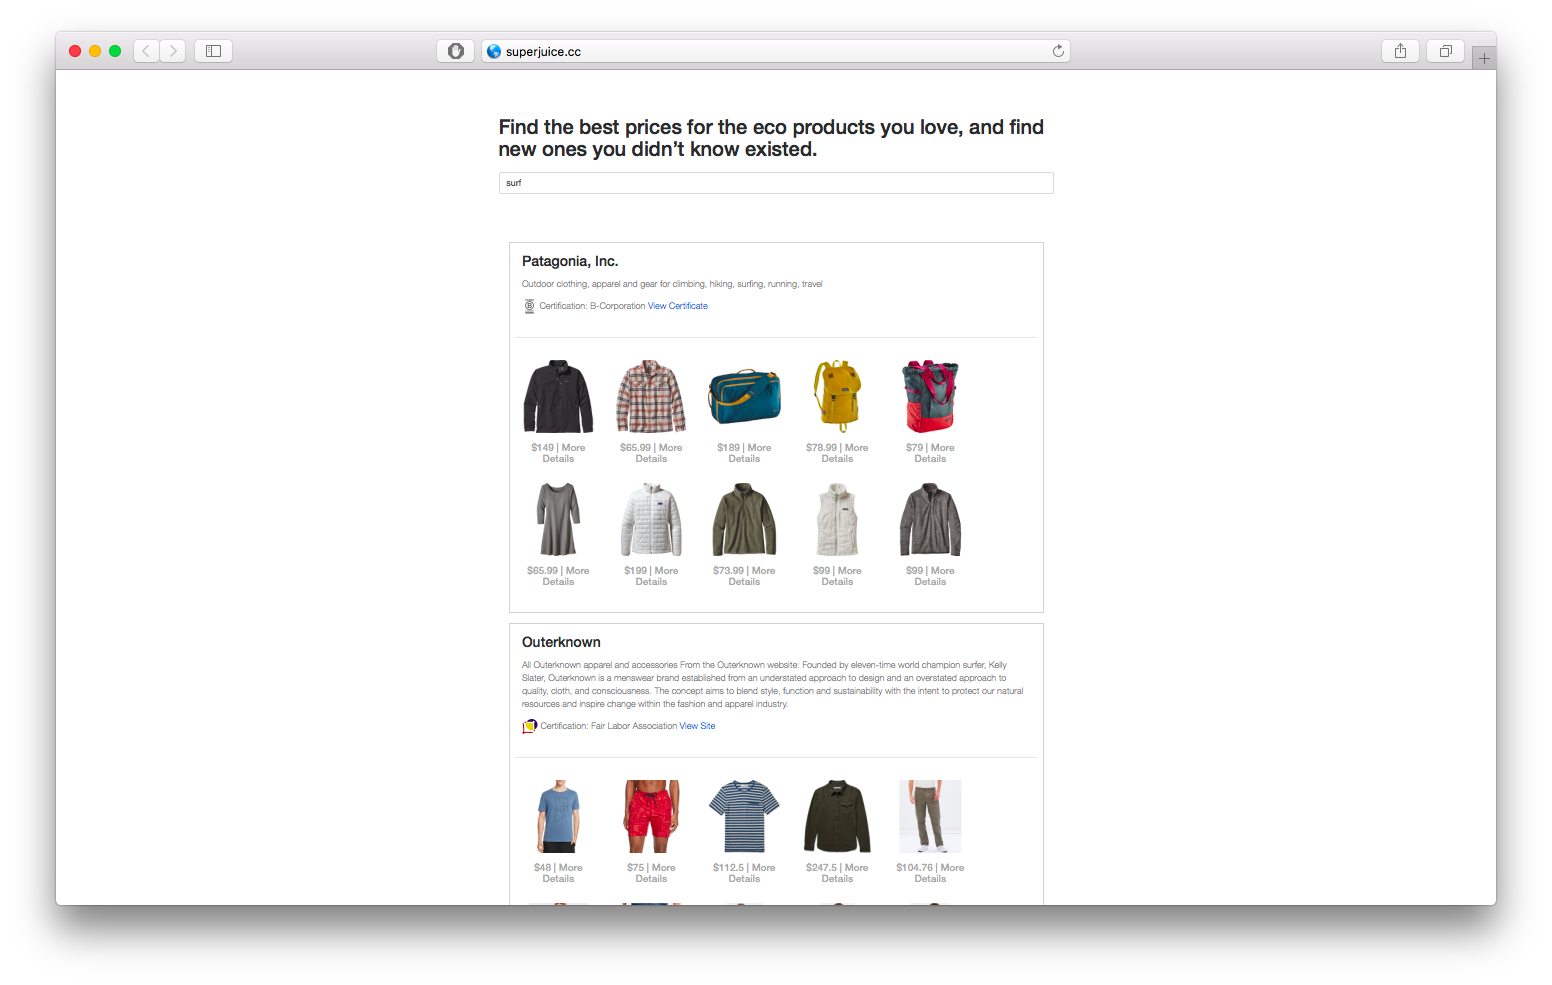 superjuice.cc
Find the best prices for the eco products you love, and find
new ones you didn’t know existed.
surf
Patagonia, Inc.
Outdoor clothing, apparel and gear for climbing, hiking, surfing, running, travel
B Certification: B-Corporation View Certificate
$149 | More
Details
$65.99 | More
Details
$189 | More
Details
$78.99 | More
Details
$79 | More
Details
$65.99 | More
Details
$199 | More
Details
$73.99 | More
Details
$99 | More
Details
$99 | More
Details
Outerknown
All Outerknown apparel and accessories From the Outerknown website: Founded by eleven-time world champion surfer, Kelly
Slater, Outerknown is a menswear brand established from an understated approach to design and an overstated approach to
quality, cloth, and consciousness. The concept aims to blend style, function and sustainability with the intent to protect our natural
resources and inspire change within the fashion and apparel industry.
Certification: Fair Labor Association View Site
$48 | More
Details
$75 | More
Details
$112.5 | More
Details
$247.5 | More
Details
$104.76 | More
Details